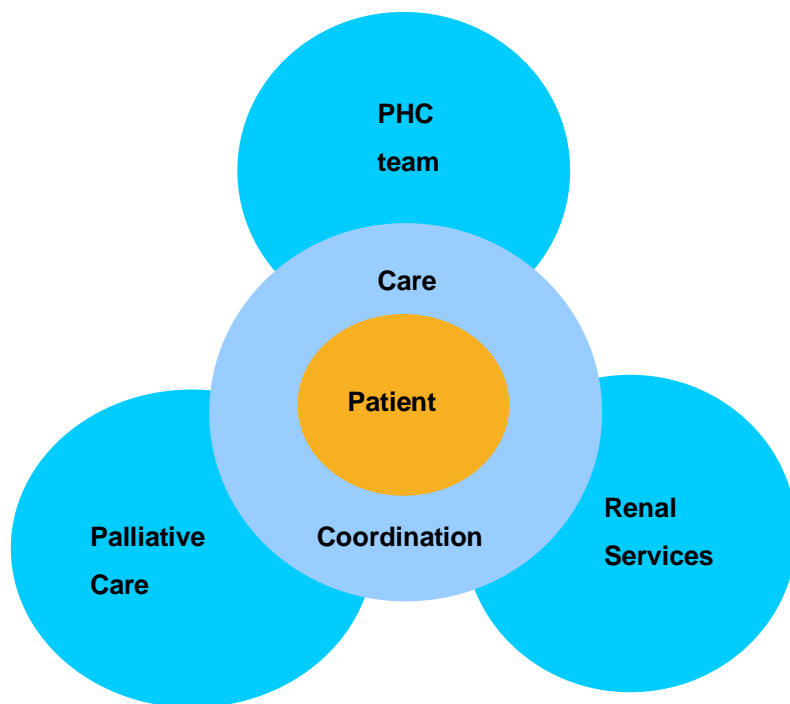 PHC
team
Care
Patient
Coordination
Palliative
Care
Renal
Services